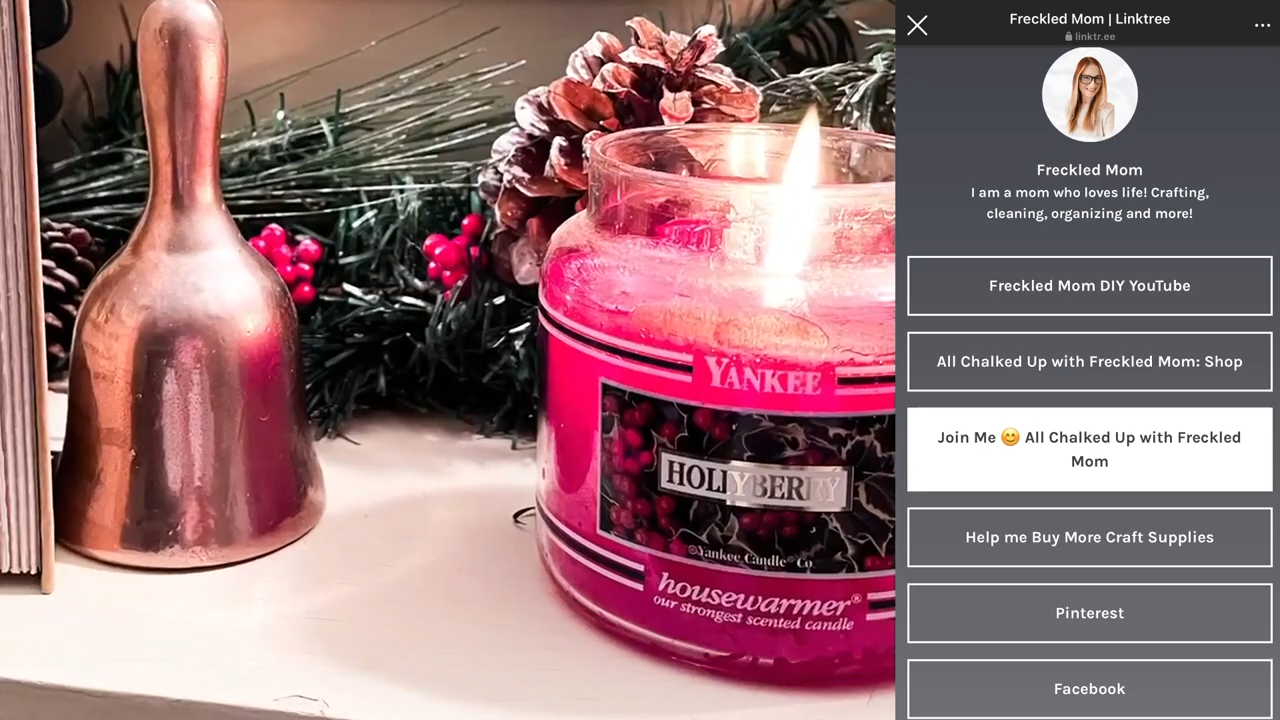 YANKEE
HOLLYBERRY
©Yankee Candle® Co
housewarmer®
our strongest scented candle
Freckled Mom | Linktree
linktr.ee
Freckled Mom
I am a mom who loves life! Crafting,
cleaning, organizing and more!
Freckled Mom DIY YouTube
All Chalked Up with Freckled Mom: Shop
Join Me 😊 All Chalked Up with Freckled
Mom
Help me Buy More Craft Supplies
Pinterest
Facebook